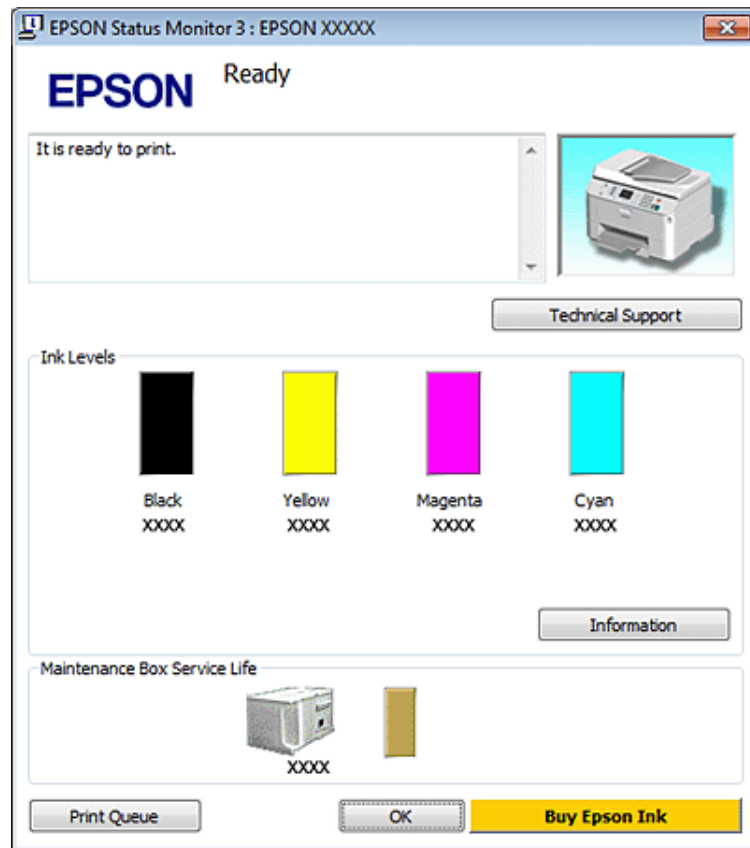 EPSON Status Monitor 3 : EPSON XXXXX
EPSON
Ready
It is ready to print.
Technical Support
Ink Levels
Black Yellow Magenta Cyan
XXXX XXXX XXXX XXXX
Information
Maintenance Box Service Life
XXXX
Print Queue OK Buy Epson Ink